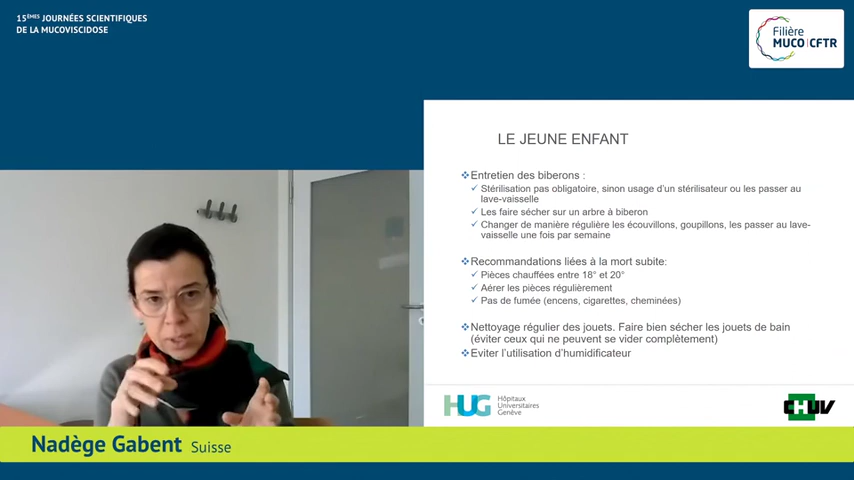 15ÈMES JOURNÉES SCIENTIFIQUES
DE LA MUCOVISCIDOSE
Filière
MUCO|CFTR
LE JEUNE ENFANT
❖Entretien des biberons :
✓ Stérilisation pas obligatoire, sinon usage d'un stérilisateur ou les passer au
lave-vaisselle
✓ Les faire sécher sur un arbre à biberon
✓ Changer de manière régulière les écouvillons, goupillons, les passer au lave-
vaisselle une fois par semaine
❖Recommandations liées à la mort subite:
✓ Pièces chauffées entre 18° et 20°
✓ Aérer les pièces régulièrement
✓ Pas de fumée (encens, cigarettes, cheminées)
❖Nettoyage régulier des jouets. Faire bien sécher les jouets de bain
(éviter ceux qui ne peuvent se vider complètement)
❖Eviter l'utilisation d'humidificateur
HUG Hôpitaux
Universitaires
Genève
CHUV
Nadège Gabent Suisse